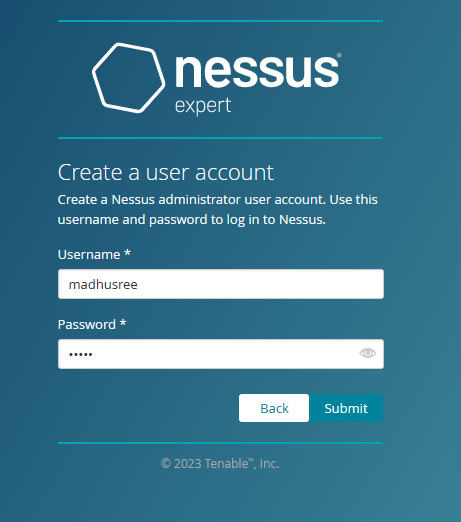 nessus®
expert
Create a user account
Create a Nessus administrator user account. Use this
username and password to log in to Nessus.
Username *
madhusree
Password *
•••••
Back Submit
© 2023 Tenable™, Inc.